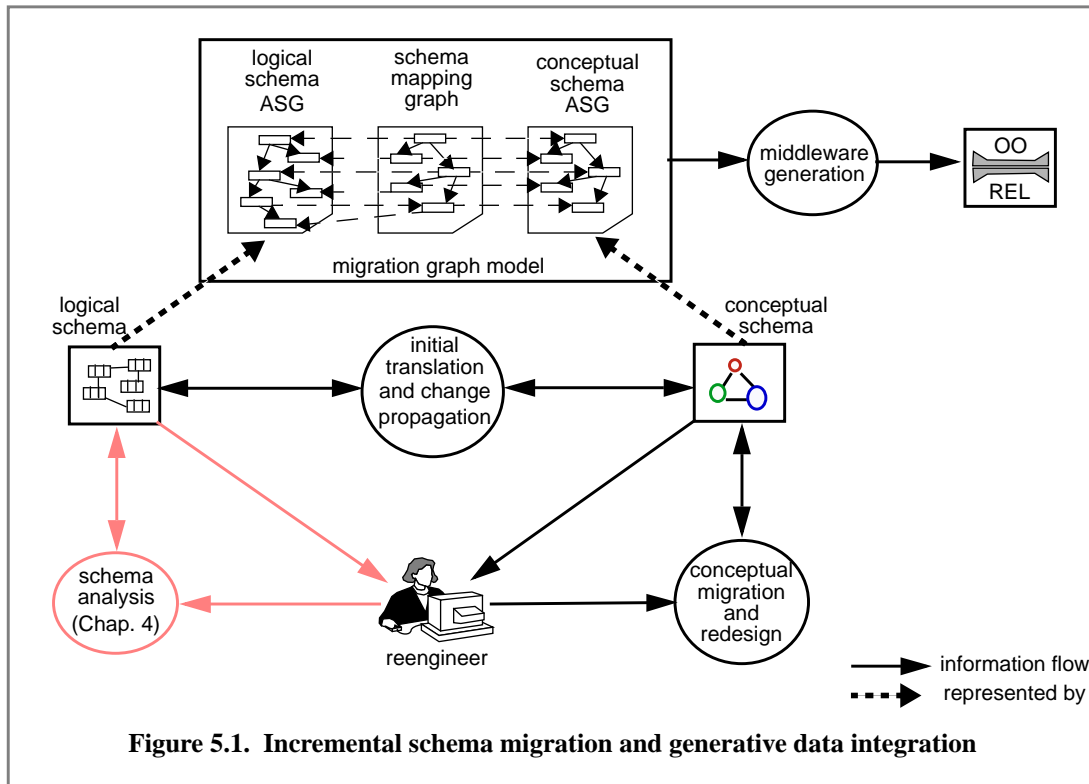 logical
schema
ASG
schema
mapping
graph
conceptual
schema
ASG
migration graph model
middleware
generation
OO
REL
logical
schema
conceptual
schema
initial
translation
and change
propagation
schema
analysis
(Chap. 4)
reengineer
conceptual
migration
and
redesign
information flow
represented by
Figure 5.1. Incremental schema migration and generative data integration